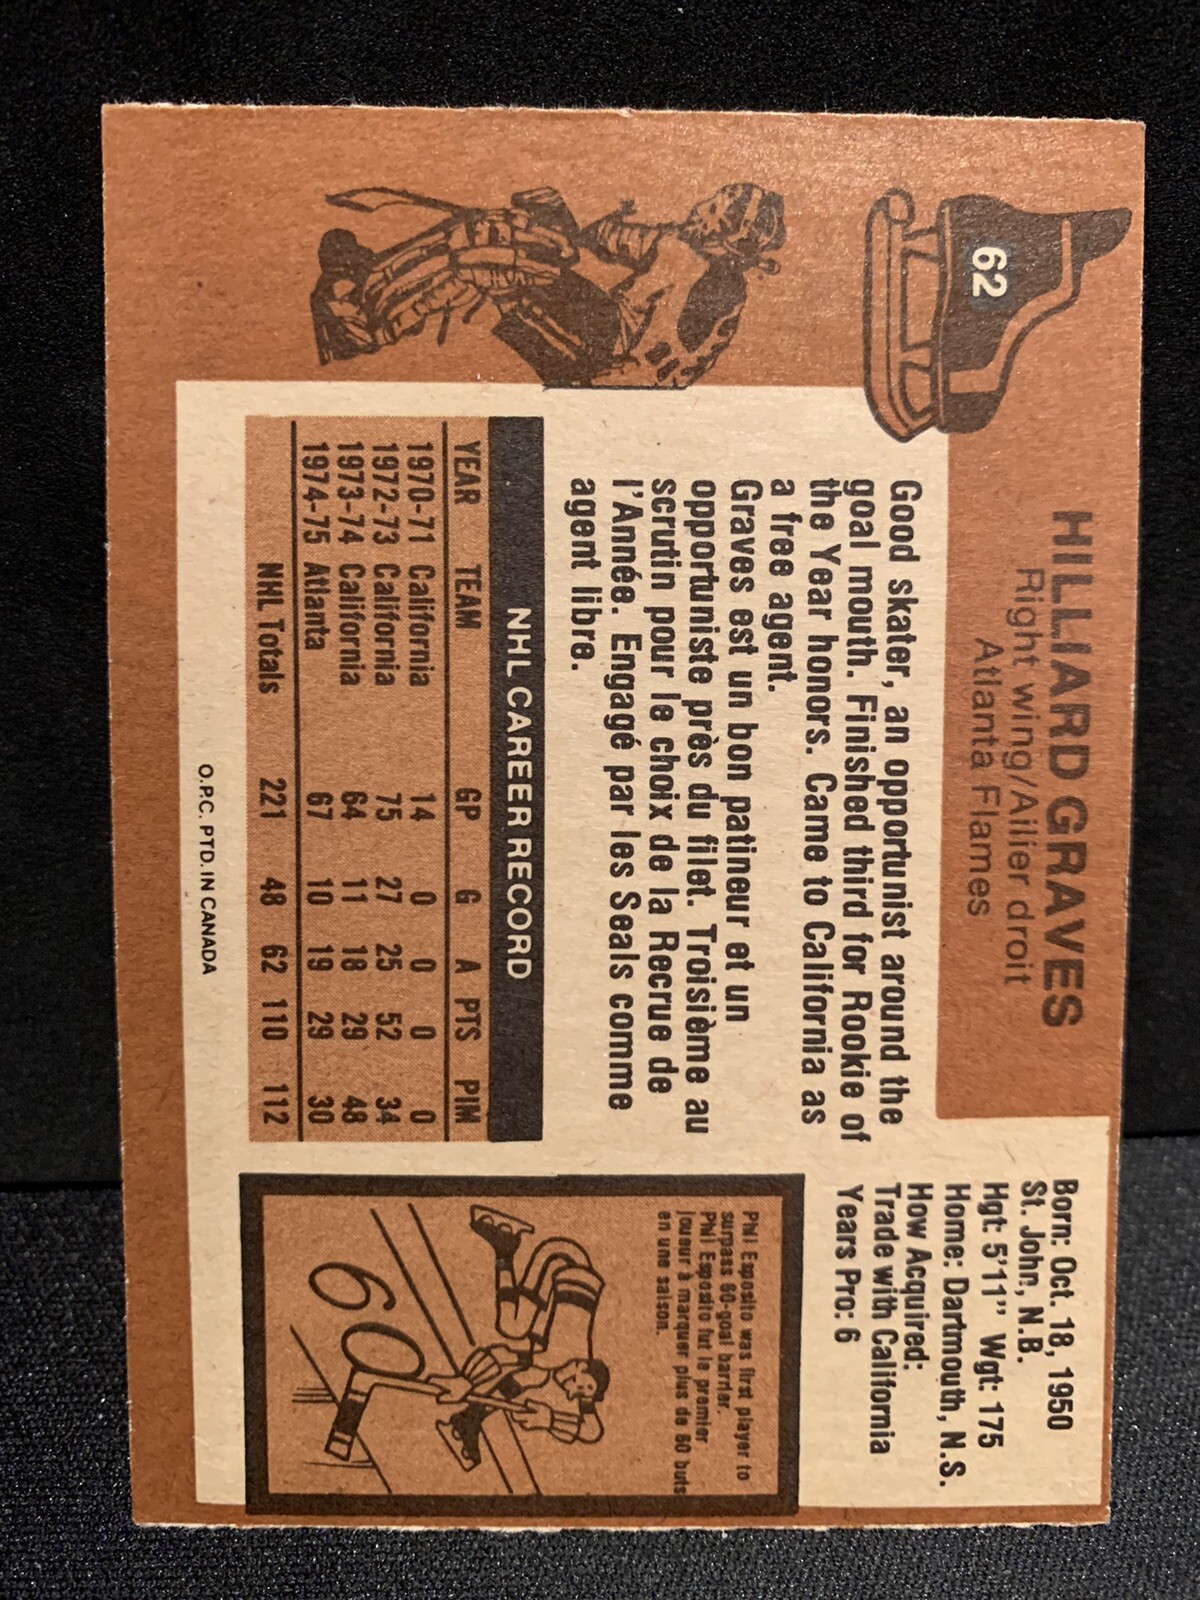 62
HILLIARD GRAVES
Right wing/Ailier droit
Atlanta Flames
Born: Oct. 18, 1950
St. John, N.B.
Hgt: 5'11" Wgt: 175
Home: Dartmouth, N.S.
How Acquired:
Trade with California
Years Pro: 6
Good skater, an opportunist around the
goal mouth. Finished third for Rookie of
the Year honors. Came to California as
a free agent.
Graves est un bon patineur et un
opportuniste près du filet. Troisième au
scrutin pour le choix de la Recrue de
l'Année. Engagé par les Seals comme
agent libre.
NHL CAREER RECORD
YEAR TEAM GP G A PTS PIM
1970-71 California 14 0 0 0 0
1972-73 California 75 27 25 52 34
1973-74 California 64 11 18 29 48
1974-75 Atlanta 67 10 19 29 30
NHL Totals 221 48 62 110 112
Phil Esposito was first player to
surpass 60-goal barrier.
Phil Esposito fut le premier
joueur à marquer plus de 60 buts
en une saison.
60
O.P.C. PTD. IN CANADA